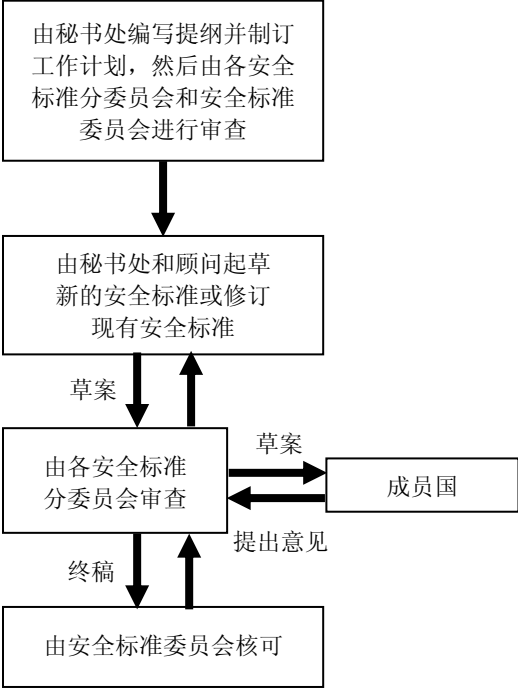 由秘书处编写提纲并制订
工作计划，然后由各安全
标准分委员会和安全标准
委员会进行审查
由秘书处和顾问起草
新的安全标准或修订
现有安全标准
草案
由各安全标准
分委员会审查
草案
成员国
提出意见
终稿
由安全标准委员会核可